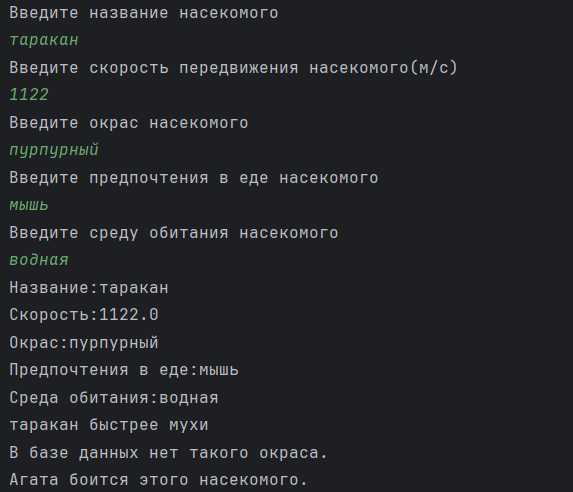 Введите название насекомого
таракан
Введите скорость передвижения насекомого(м/с)
1122
Введите окрас насекомого
пурпурный
Введите предпочтения в еде насекомого
мышь
Введите среду обитания насекомого
водная
Название:таракан
Скорость:1122.0
Окрас:пурпурный
Предпочтения в еде:мышь
Среда обитания:водная
таракан быстрее мухи
В базе данных нет такого окраса.
Агата боится этого насекомого.